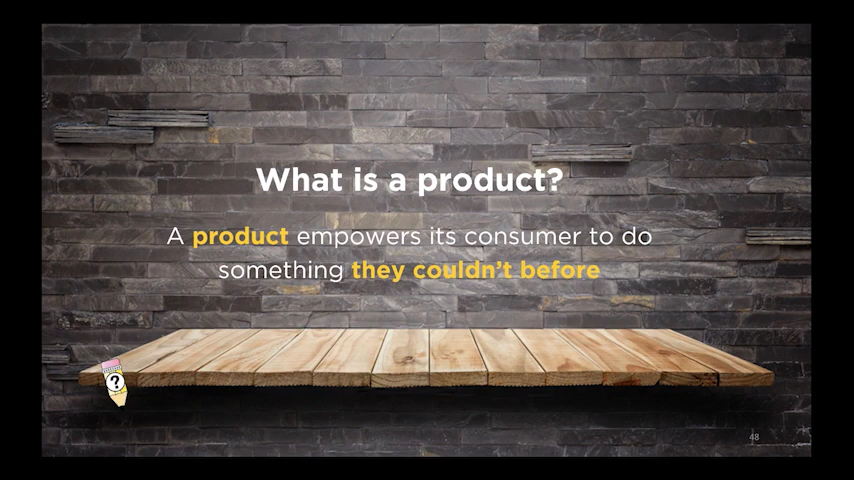 What is a product?
A product empowers its consumer to do
something they couldn't before
?
48